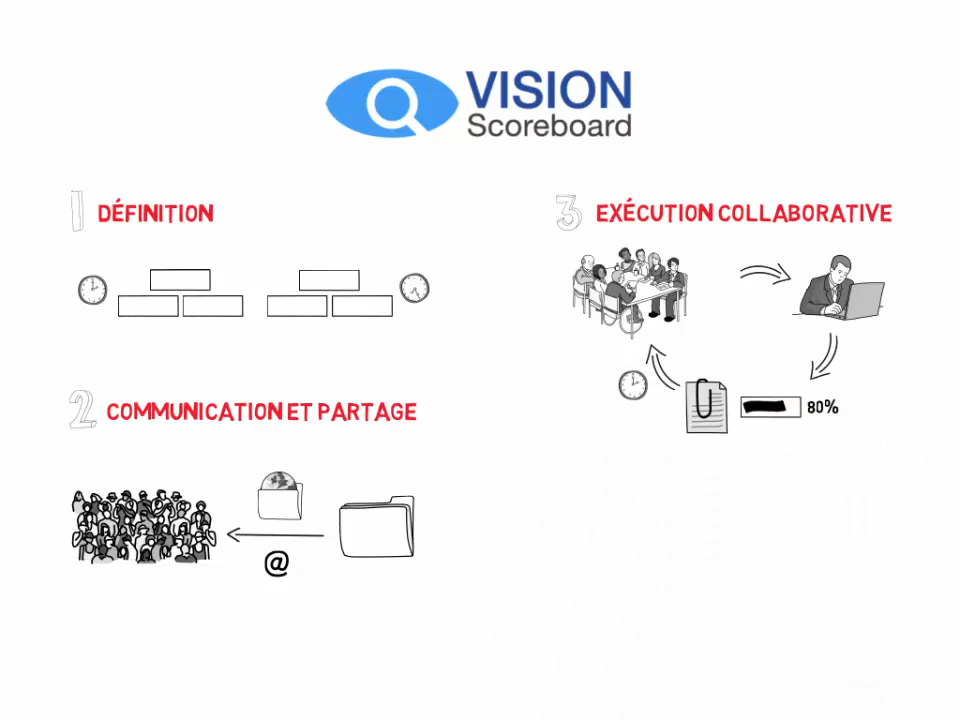 VISION
Scoreboard
1 DÉFINITION
2 COMMUNICATION ET PARTAGE
@
3 EXÉCUTION COLLABORATIVE
80%